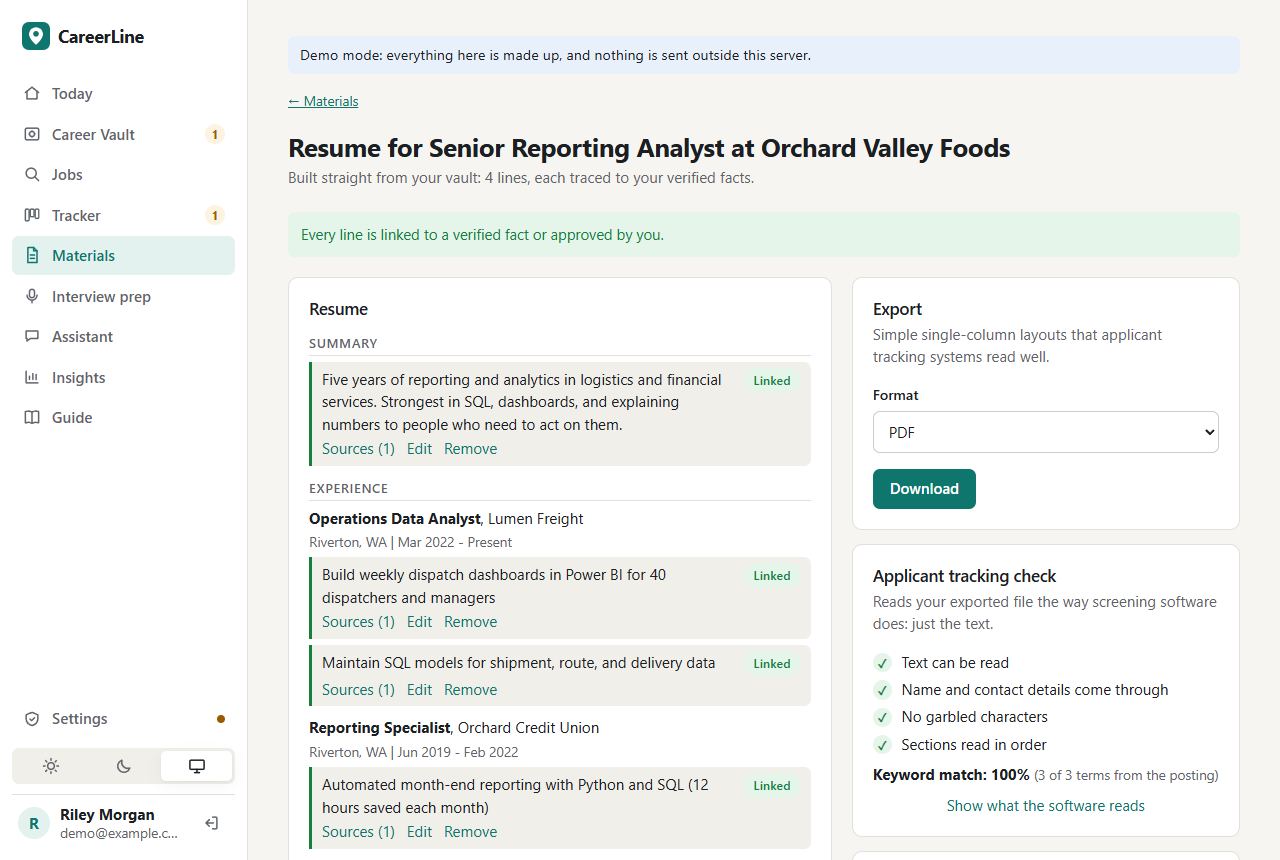 CareerLine
Today
Career Vault 1
Jobs
Tracker 1
Materials
Interview prep
Assistant
Insights
Guide
Settings
R
Riley Morgan
demo@example.c...
Demo mode: everything here is made up, and nothing is sent outside this server.
← Materials
Resume for Senior Reporting Analyst at Orchard Valley Foods
Built straight from your vault: 4 lines, each traced to your verified facts.
Every line is linked to a verified fact or approved by you.
Resume
SUMMARY
Five years of reporting and analytics in logistics and financial
services. Strongest in SQL, dashboards, and explaining
numbers to people who need to act on them.
Linked
Sources (1) Edit Remove
EXPERIENCE
Operations Data Analyst, Lumen Freight
Riverton, WA | Mar 2022 - Present
Build weekly dispatch dashboards in Power BI for 40
dispatchers and managers
Linked
Sources (1) Edit Remove
Maintain SQL models for shipment, route, and delivery data
Linked
Sources (1) Edit Remove
Reporting Specialist, Orchard Credit Union
Riverton, WA | Jun 2019 - Feb 2022
Automated month-end reporting with Python and SQL (12
hours saved each month)
Linked
Sources (1) Edit Remove
Export
Simple single-column layouts that applicant
tracking systems read well.
Format
PDF
Download
Applicant tracking check
Reads your exported file the way screening software
does: just the text.
✓ Text can be read
✓ Name and contact details come through
✓ No garbled characters
✓ Sections read in order
Keyword match: 100% (3 of 3 terms from the posting)
Show what the software reads